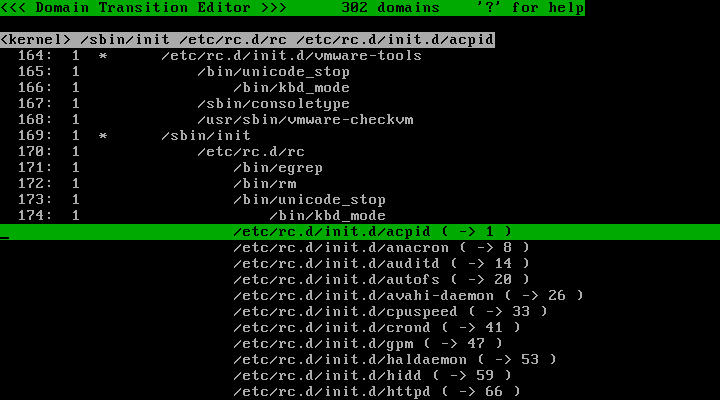 <<< Domain Transition Editor >>>      302 domains    '?' for help
<kernel> /sbin/init /etc/rc.d/rc /etc/rc.d/init.d/acpid
164:  1  *      /etc/rc.d/init.d/vmware-tools
165:  1             /bin/unicode_stop
166:  1                 /bin/kbd_mode
167:  1             /sbin/consoletype
168:  1             /usr/sbin/vmware-checkvm
169:  1  *      /sbin/init
170:  1             /etc/rc.d/rc
171:  1                 /bin/egrep
172:  1                 /bin/rm
173:  1                 /bin/unicode_stop
174:  1                     /bin/kbd_mode
/etc/rc.d/init.d/acpid ( -> 1 )
/etc/rc.d/init.d/anacron ( -> 8 )
/etc/rc.d/init.d/auditd ( -> 14 )
/etc/rc.d/init.d/autofs ( -> 20 )
/etc/rc.d/init.d/avahi-daemon ( -> 26 )
/etc/rc.d/init.d/cpuspeed ( -> 33 )
/etc/rc.d/init.d/crond ( -> 41 )
/etc/rc.d/init.d/gpm ( -> 47 )
/etc/rc.d/init.d/haldaemon ( -> 53 )
/etc/rc.d/init.d/hidd ( -> 59 )
/etc/rc.d/init.d/httpd ( -> 66 )